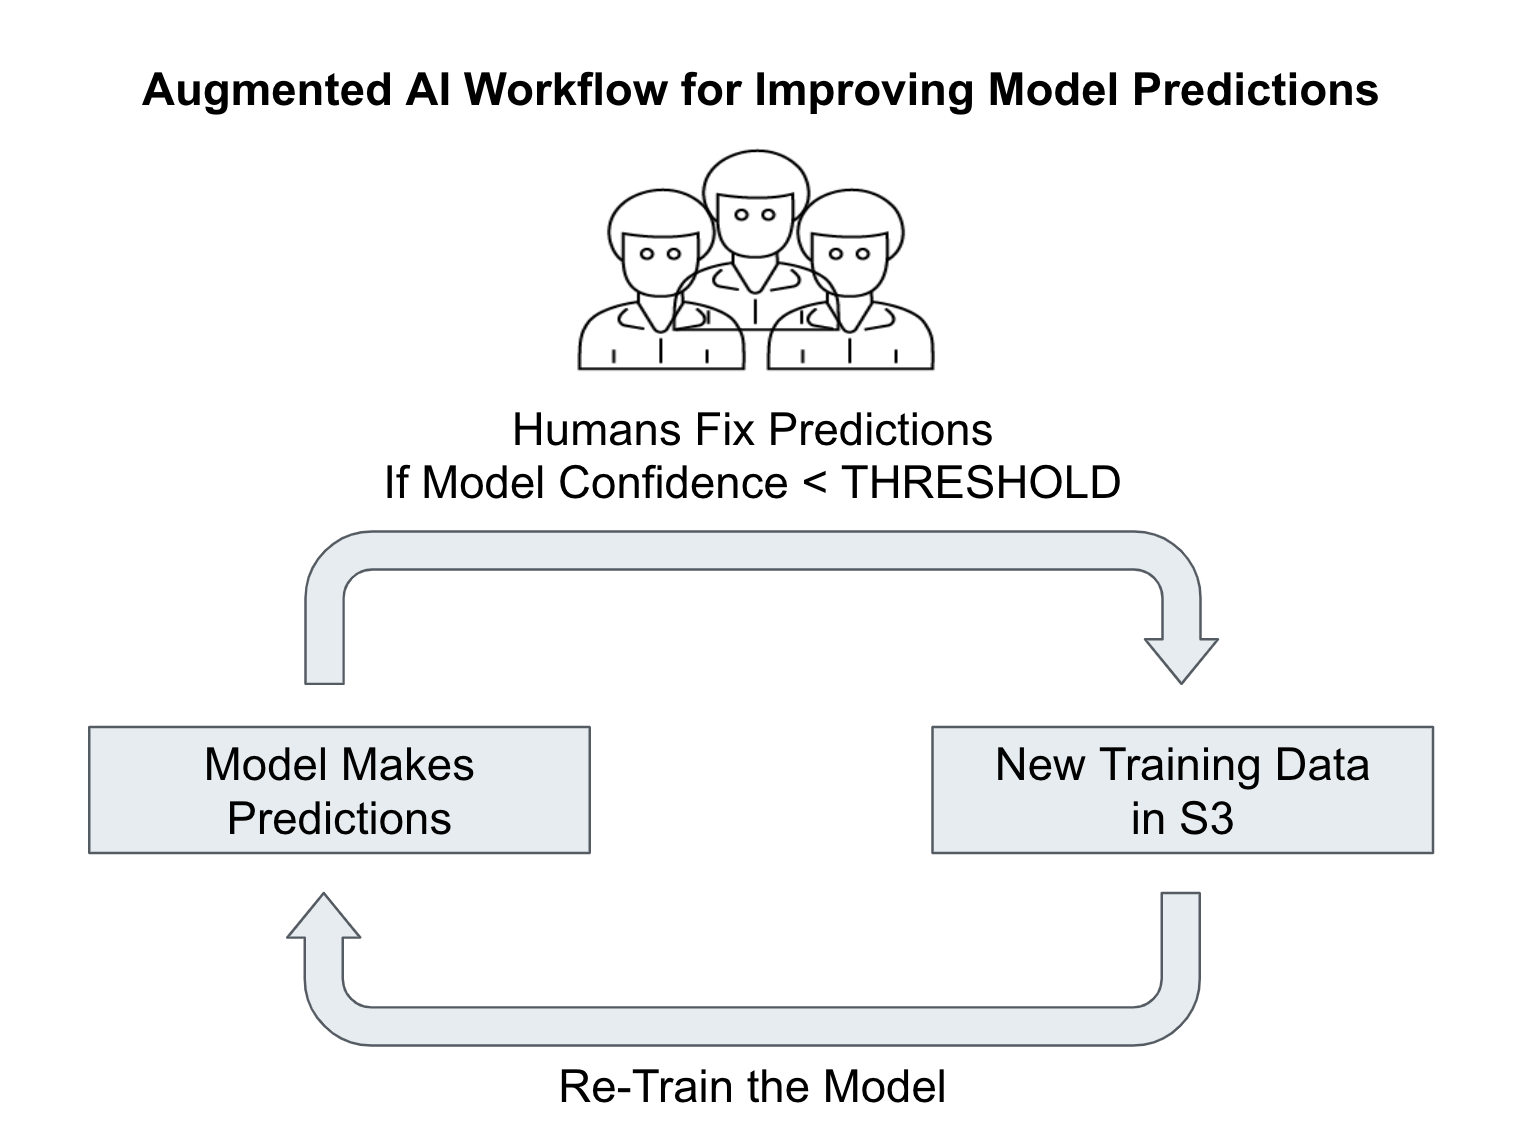 Augmented AI Workflow for Improving Model Predictions
Humans Fix Predictions
If Model Confidence < THRESHOLD
Model Makes
Predictions
New Training Data
in S3
Re-Train the Model